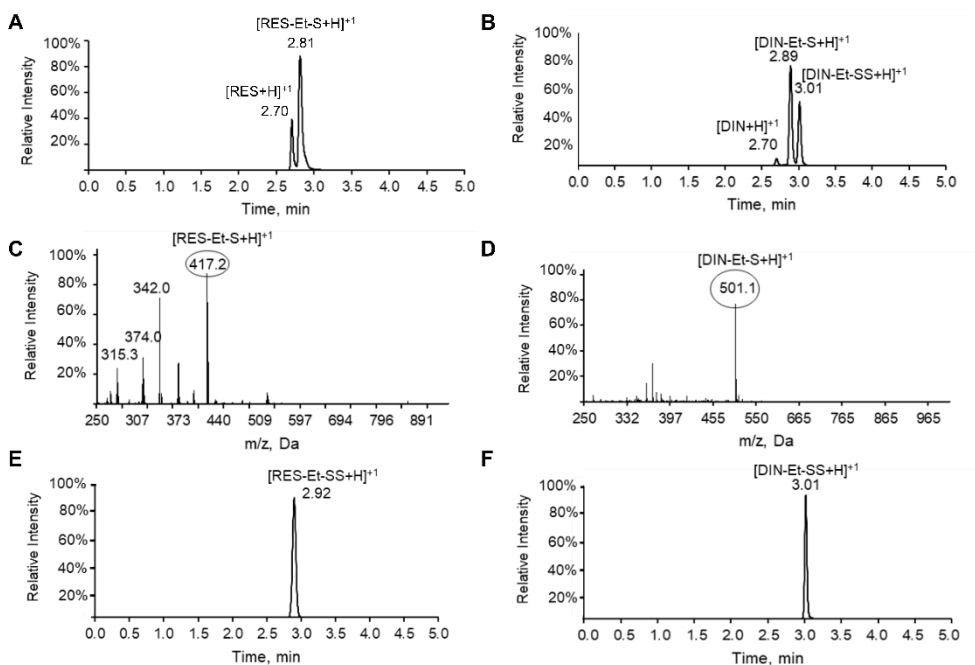 A
[RES-Et-S+H]+1
2.81
[RES+H]+1
2.70
100%
80%
60%
40%
20%
Relative Intensity
0.0 0.5 1.0 1.5 2.0 2.5 3.0 3.5 4.0 4.5 5.0
Time, min
B
[DIN-Et-S+H]+1
2.89
[DIN-Et-SS+H]+1
3.01
[DIN+H]+1
2.70
100%
80%
60%
40%
20%
Relative Intensity
0.0 0.5 1.0 1.5 2.0 2.5 3.0 3.5 4.0 4.5 5.0
Time, min
C
[RES-Et-S+H]+1
417.2
342.0
374.0
315.3
100%
80%
60%
40%
20%
Relative Intensity
250 307 373 440 509 597 694 794 891
m/z, Da
D
[DIN-Et-S+H]+1
501.1
100%
80%
60%
40%
20%
Relative Intensity
250 332 397 455 550 665 765 865 965
m/z, Da
E
[RES-Et-SS+H]+1
2.92
100%
80%
60%
40%
20%
Relative Intensity
0.0 0.5 1.0 1.5 2.0 2.5 3.0 3.5 4.0 4.5 5.0
Time, min
F
[DIN-Et-SS+H]+1
3.01
100%
80%
60%
40%
20%
Relative Intensity
0.0 0.5 1.0 1.5 2.0 2.5 3.0 3.5 4.0 4.5 5.0
Time, min